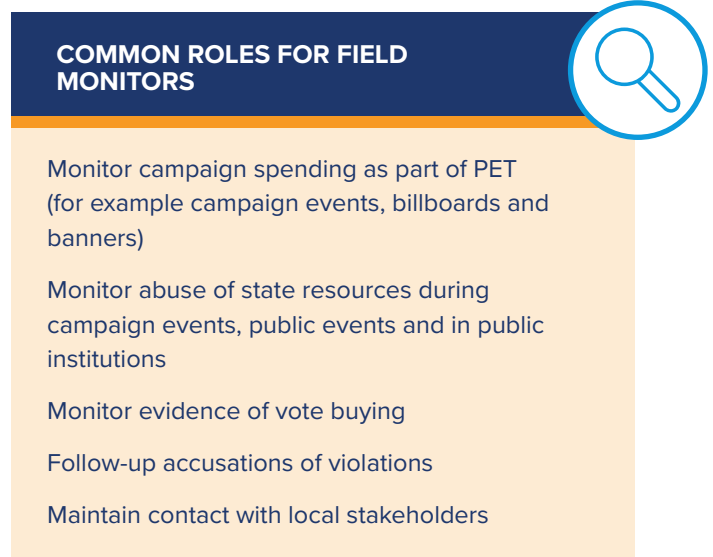 COMMON ROLES FOR FIELD
MONITORS
Monitor campaign spending as part of PET
(for example campaign events, billboards and
banners)
Monitor abuse of state resources during
campaign events, public events and in public
institutions
Monitor evidence of vote buying
Follow-up accusations of violations
Maintain contact with local stakeholders